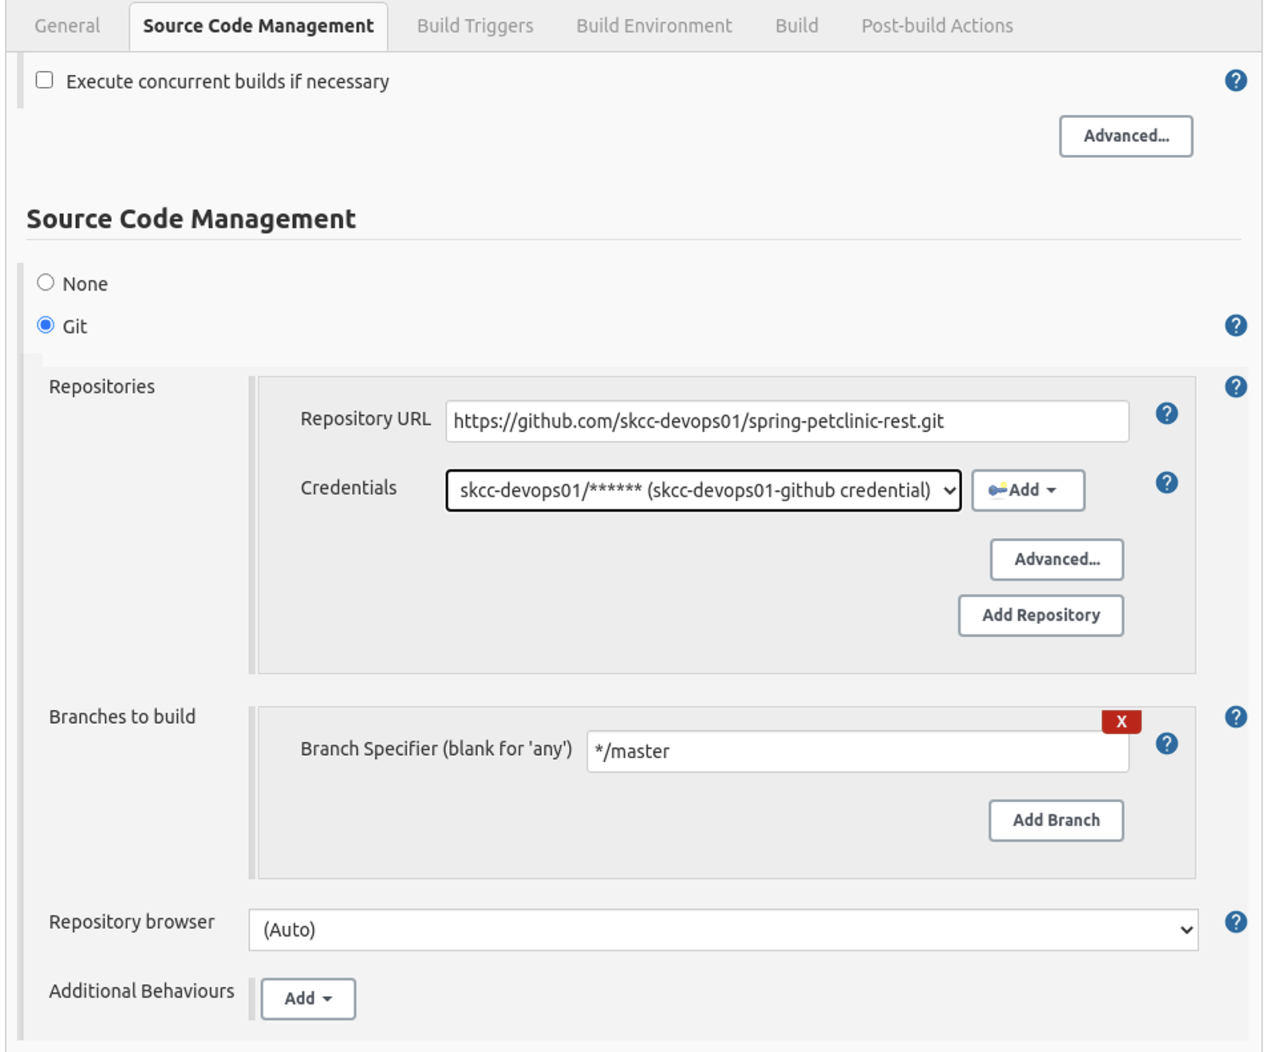 General Source Code Management Build Triggers Build Environment Build Post-build Actions
Execute concurrent builds if necessary ?
Advanced...
Source Code Management
None
Git ?
Repositories ?
Repository URL https://github.com/skcc-devops01/spring-petclinic-rest.git ?
Credentials skcc-devops01/****** (skcc-devops01-github credential) Add ?
Advanced...
Add Repository
Branches to build X ?
Branch Specifier (blank for 'any') */master ?
Add Branch
Repository browser (Auto) ?
Additional Behaviours Add